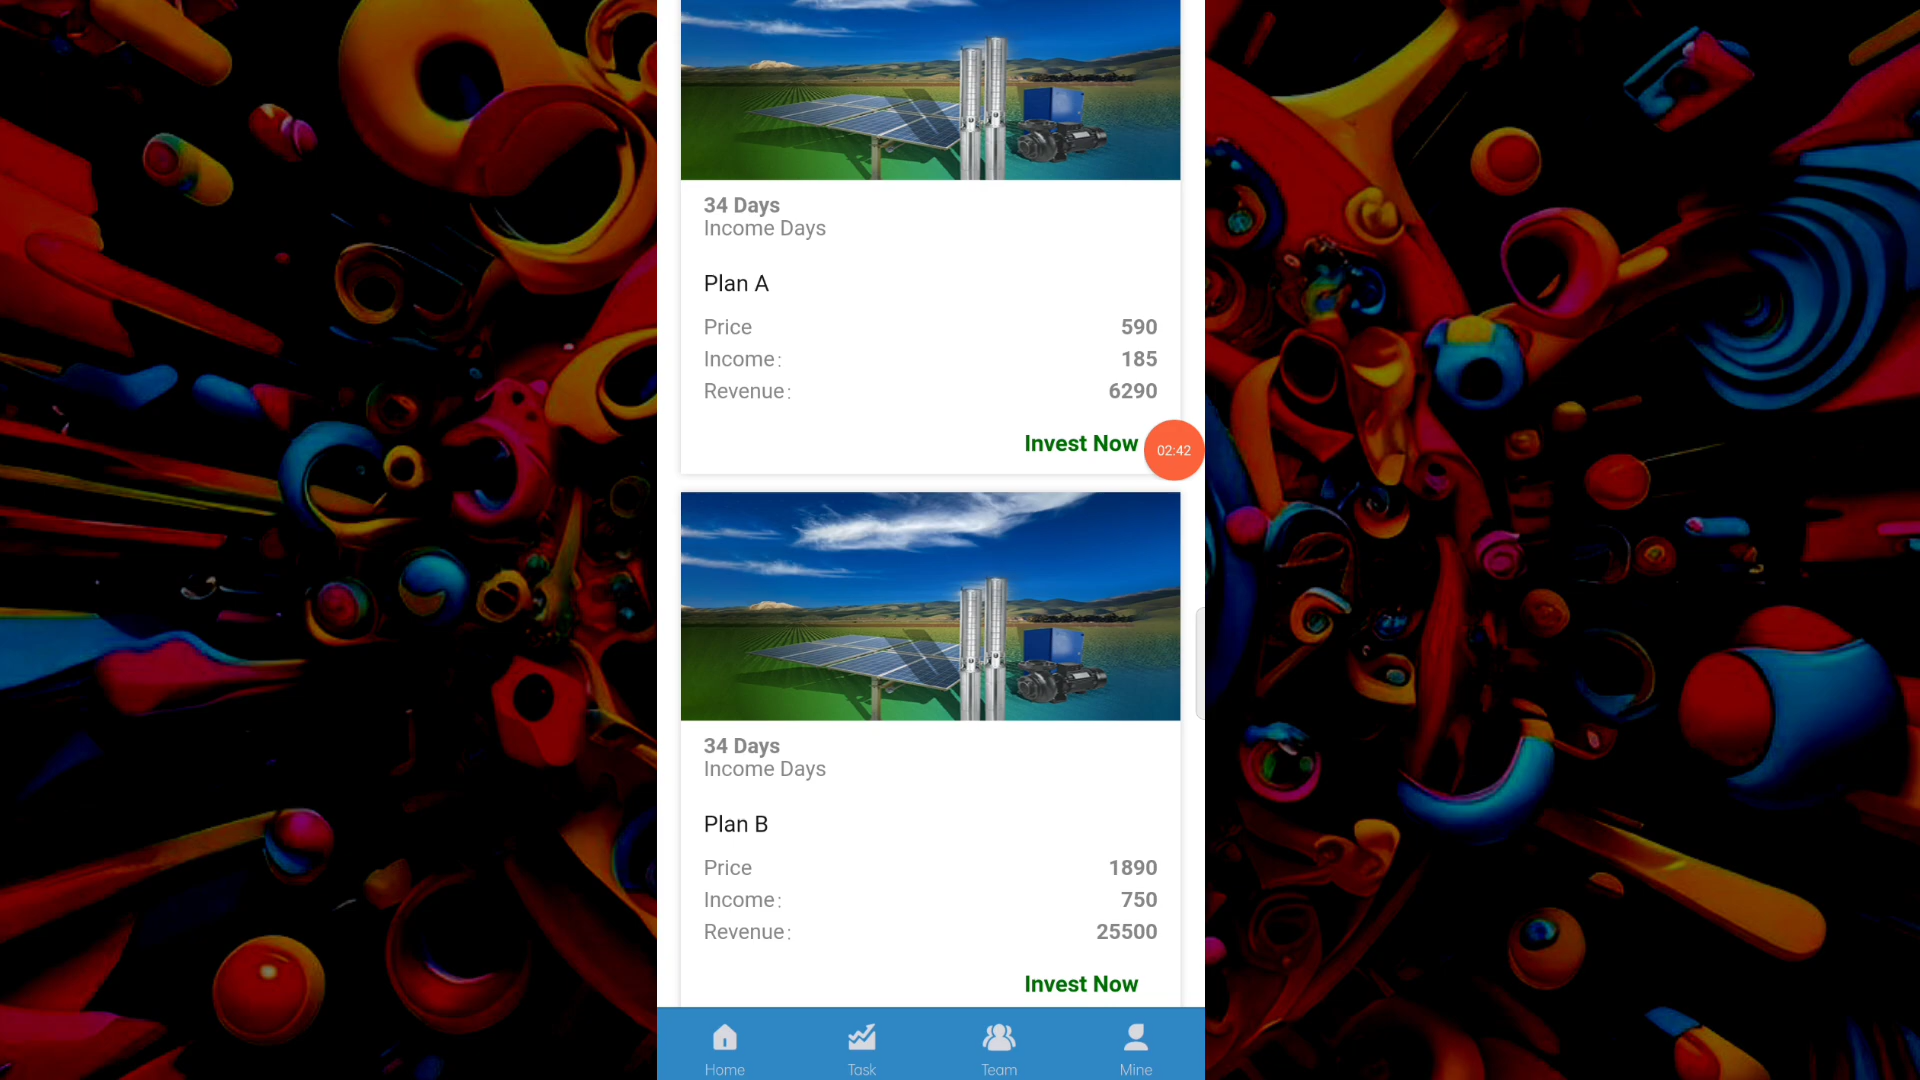 34 Days
Income Days
Plan A
Price 590
Income: 185
Revenue: 6290
Invest Now
02:42
34 Days
Income Days
Plan B
Price 1890
Income: 750
Revenue: 25500
Invest Now
Home Task Team Mine